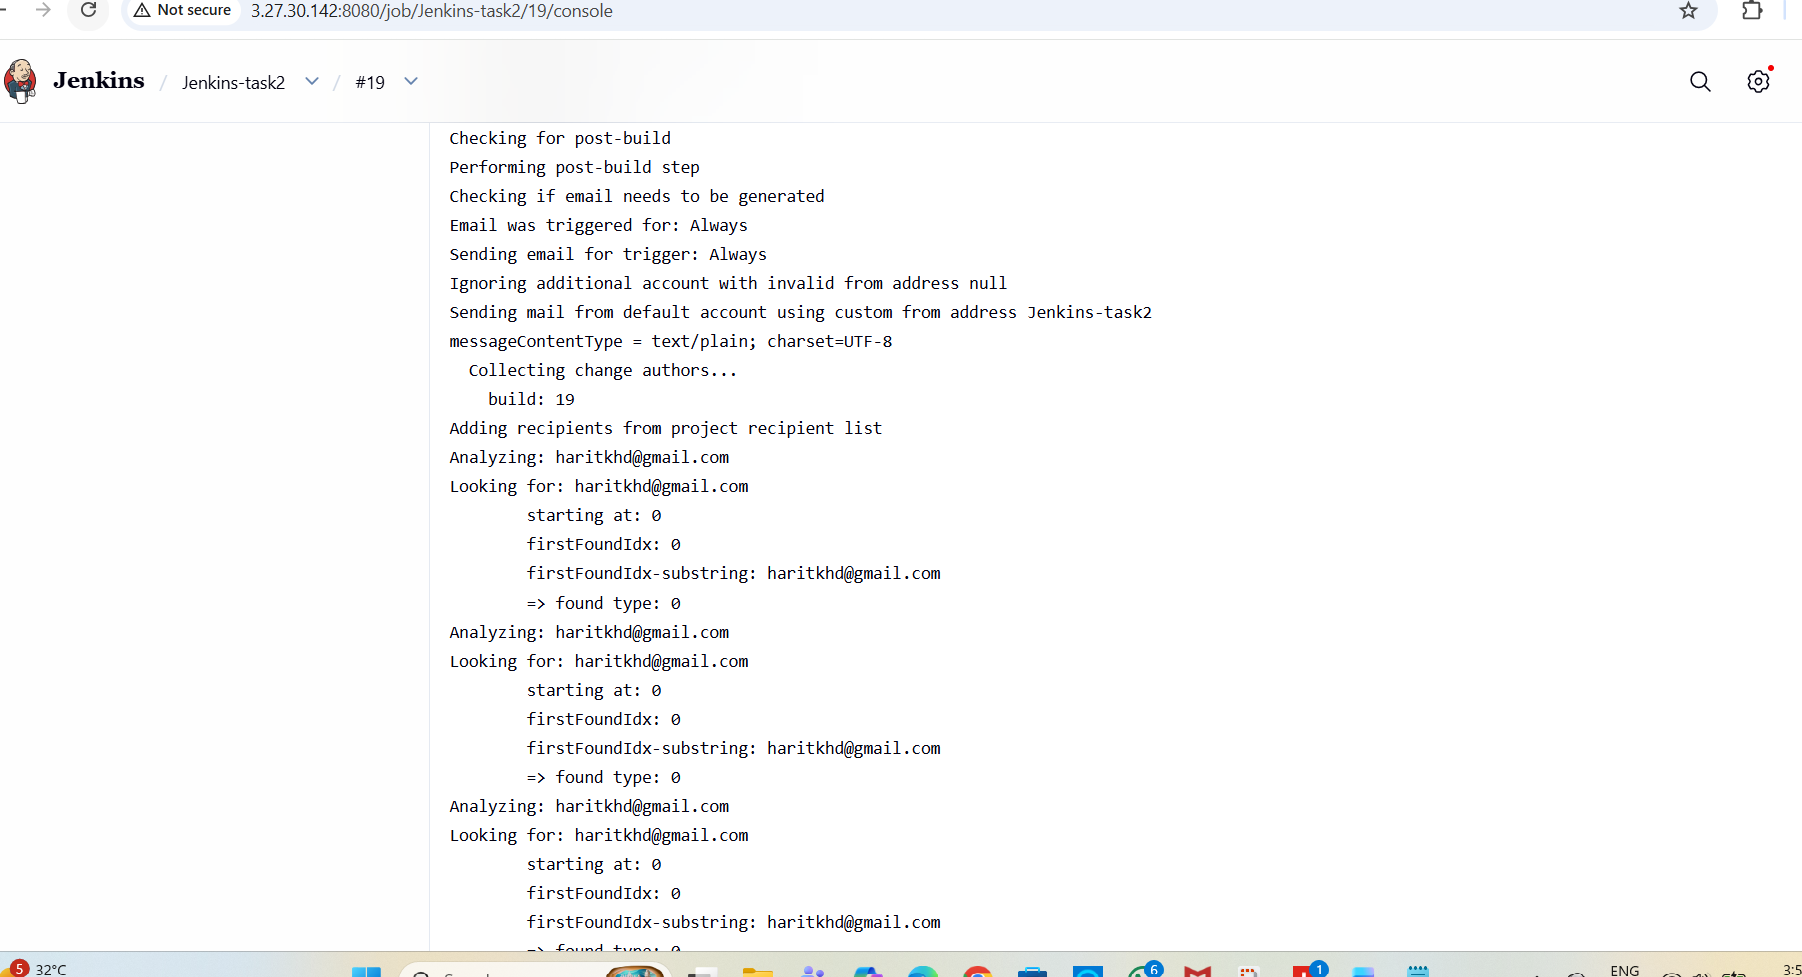 Not secure 3.27.30.142:8080/job/Jenkins-task2/19/console
Jenkins / Jenkins-task2 / #19
Checking for post-build
Performing post-build step
Checking if email needs to be generated
Email was triggered for: Always
Sending email for trigger: Always
Ignoring additional account with invalid from address null
Sending mail from default account using custom from address Jenkins-task2
messageContentType = text/plain; charset=UTF-8
Collecting change authors...
build: 19
Adding recipients from project recipient list
Analyzing: haritkhd@gmail.com
Looking for: haritkhd@gmail.com
starting at: 0
firstFoundIdx: 0
firstFoundIdx-substring: haritkhd@gmail.com
=> found type: 0
Analyzing: haritkhd@gmail.com
Looking for: haritkhd@gmail.com
starting at: 0
firstFoundIdx: 0
firstFoundIdx-substring: haritkhd@gmail.com
=> found type: 0
Analyzing: haritkhd@gmail.com
Looking for: haritkhd@gmail.com
starting at: 0
firstFoundIdx: 0
firstFoundIdx-substring: haritkhd@gmail.com
=> found type: 0
5 32°C 6 1 ENG